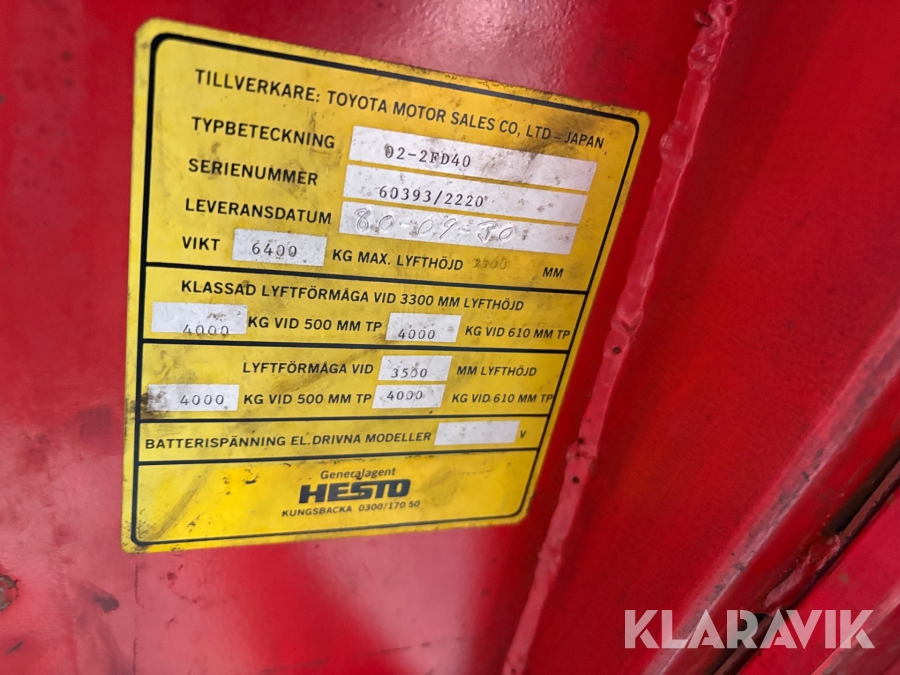 TILLVERKARE: TOYOTA MOTOR SALES CO, LTD - JAPAN
TYPBETECKNING 02-2FD40
SERIENUMMER 60393/2220
LEVERANSDATUM 80-09-30
VIKT 6400 KG MAX. LYFTHÖJD 3500 MM
KLASSAD LYFTFÖRMÅGA VID 3300 MM LYFTHÖJD
4000 KG VID 500 MM TP 4000 KG VID 610 MM TP
LYFTFÖRMÅGA VID 3500 MM LYFTHÖJD
4000 KG VID 500 MM TP 4000 KG VID 610 MM TP
BATTERISPÄNNING EL. DRIVNA MODELLER V
Generalagent
HESTO
KUNGSBACKA 0300/170 50
KLARAVIK